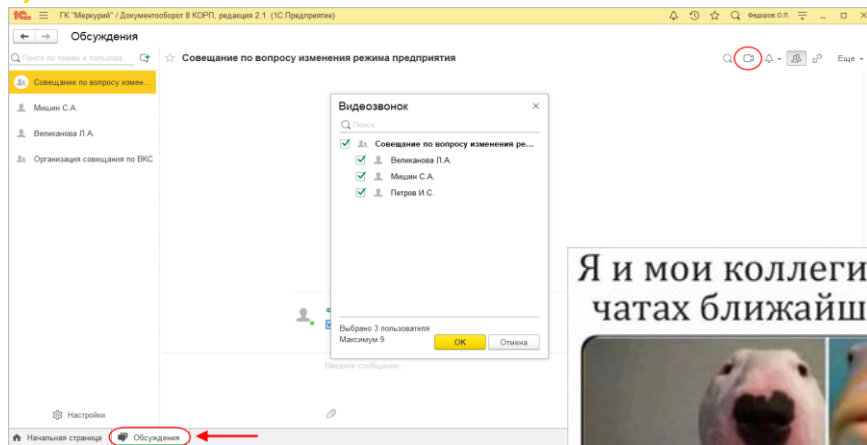 1С ГК "Меркурий" / Документооборот 8 КОРП, редакция 2.1 (1С:Предприятие)
Федоров О.П.
Обсуждения
Поиск по темам и пользова...
Совещание по вопросу изменения режима предприятия
Еще
Совещание по вопросу измен...
Мишин С.А.
Великанова Л.А.
Организация совещания по ВКС
Видеозвонок
Поиск
Совещание по вопросу изменения ре...
Великанова Л.А.
Мишин С.А.
Петров И.С.
Выбрано 3 пользователя
Максимум 9
ОК
Отмена
Введите сообщение...
Я и мои коллеги
чатах ближайш
Настройки
Начальная страница
Обсуждения